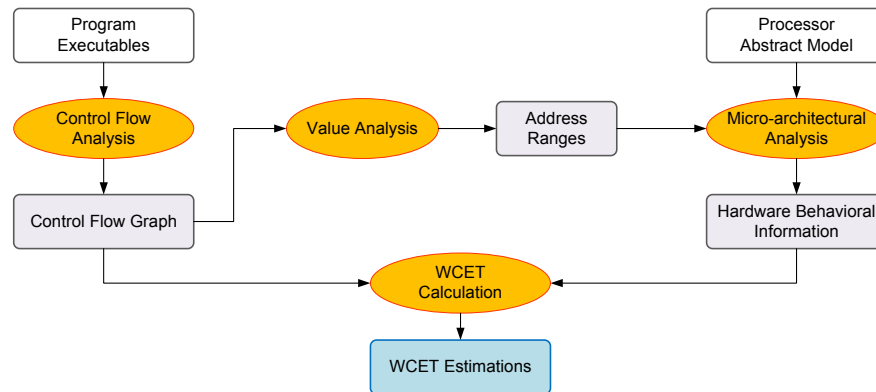 Program
Executables
Processor
Abstract Model
Control Flow
Analysis
Value Analysis
Address
Ranges
Micro-architectural
Analysis
Control Flow Graph
Hardware Behavioral
Information
WCET
Calculation
WCET Estimations